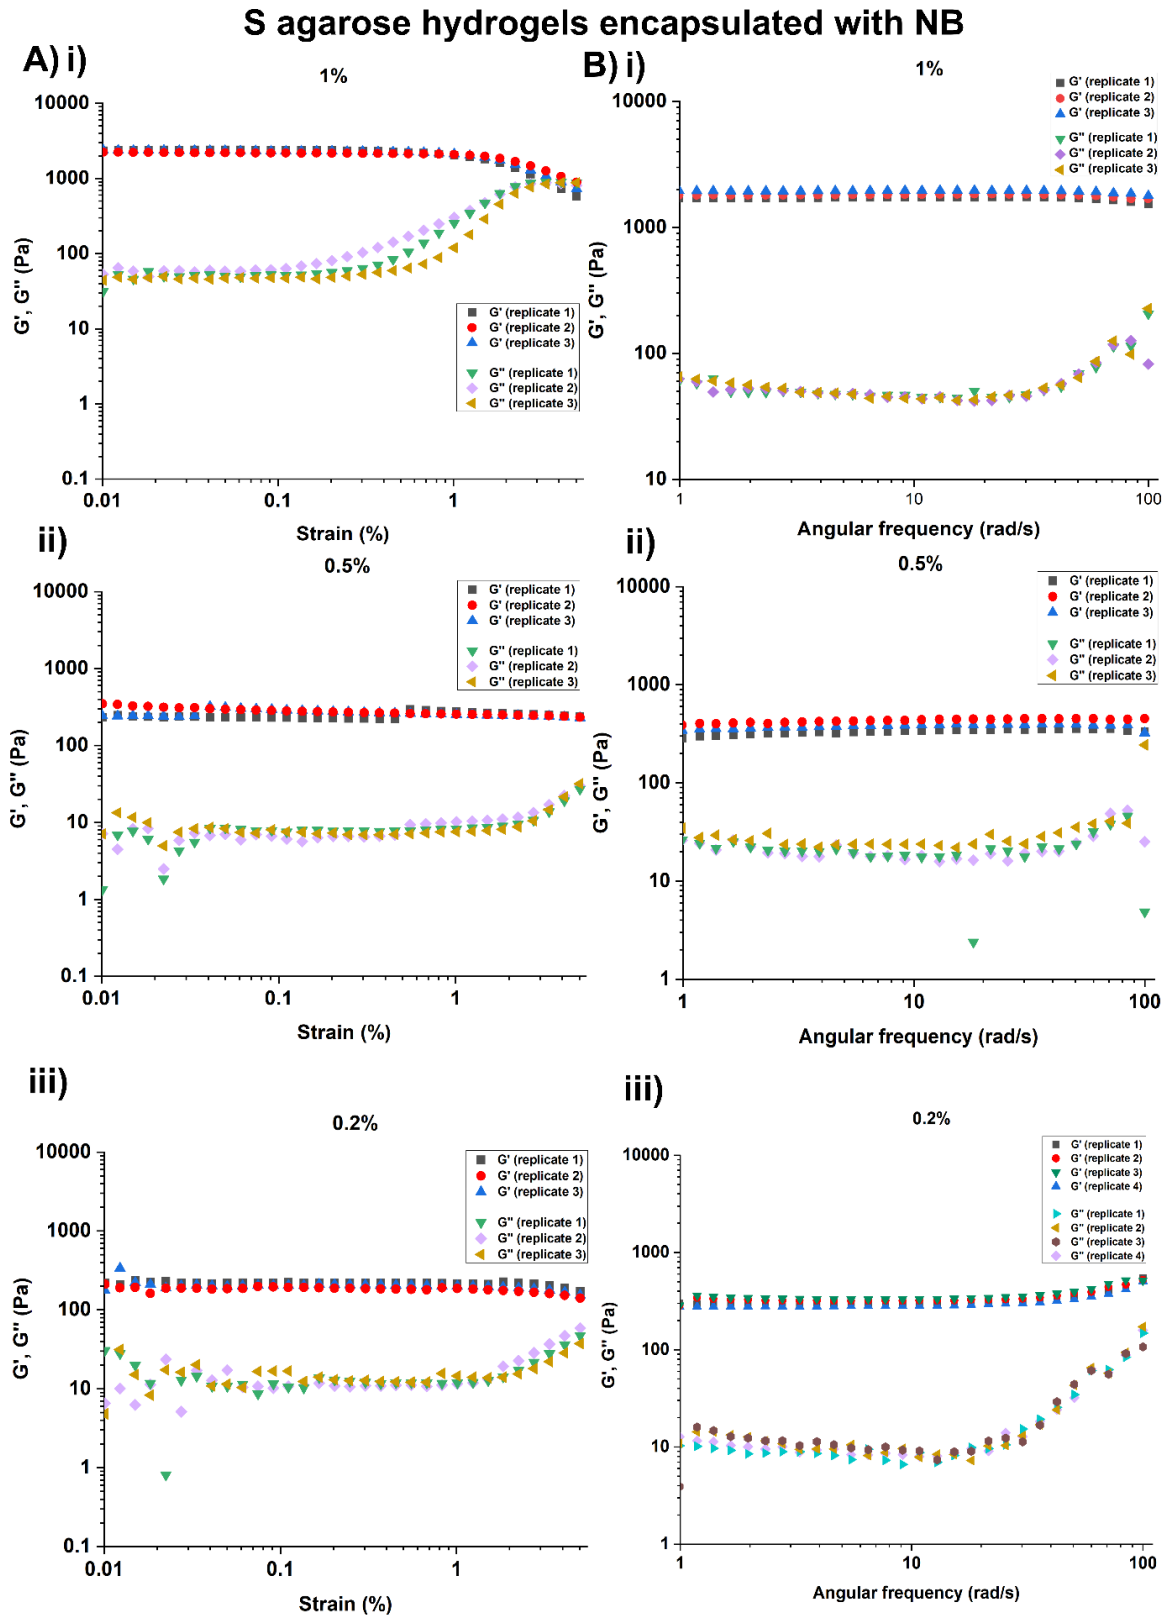 S agarose hydrogels encapsulated with NB
A) i)
1%
10000
1000
100
10
1
0.1
0.01
0.1
1
G', G'' (Pa)
Strain (%)
G' (replicate 1)
G' (replicate 2)
G' (replicate 3)
G'' (replicate 1)
G'' (replicate 2)
G'' (replicate 3)
B) i)
1%
10000
1000
100
10
1
10
100
G', G'' (Pa)
Angular frequency (rad/s)
G' (replicate 1)
G' (replicate 2)
G' (replicate 3)
G'' (replicate 1)
G'' (replicate 2)
G'' (replicate 3)
ii)
0.5%
10000
1000
100
10
1
0.1
0.01
0.1
1
G', G'' (Pa)
Strain (%)
G' (replicate 1)
G' (replicate 2)
G' (replicate 3)
G'' (replicate 1)
G'' (replicate 2)
G'' (replicate 3)
ii)
0.5%
10000
1000
100
10
1
1
10
100
G', G'' (Pa)
Angular frequency (rad/s)
G' (replicate 1)
G' (replicate 2)
G' (replicate 3)
G'' (replicate 1)
G'' (replicate 2)
G'' (replicate 3)
iii)
0.2%
10000
1000
100
10
1
0.1
0.01
0.1
1
G', G'' (Pa)
Strain (%)
G' (replicate 1)
G' (replicate 2)
G' (replicate 3)
G'' (replicate 1)
G'' (replicate 2)
G'' (replicate 3)
iii)
0.2%
10000
1000
100
10
1
1
10
100
G', G'' (Pa)
Angular frequency (rad/s)
G' (replicate 1)
G' (replicate 2)
G' (replicate 3)
G' (replicate 4)
G'' (replicate 1)
G'' (replicate 2)
G'' (replicate 3)
G'' (replicate 4)